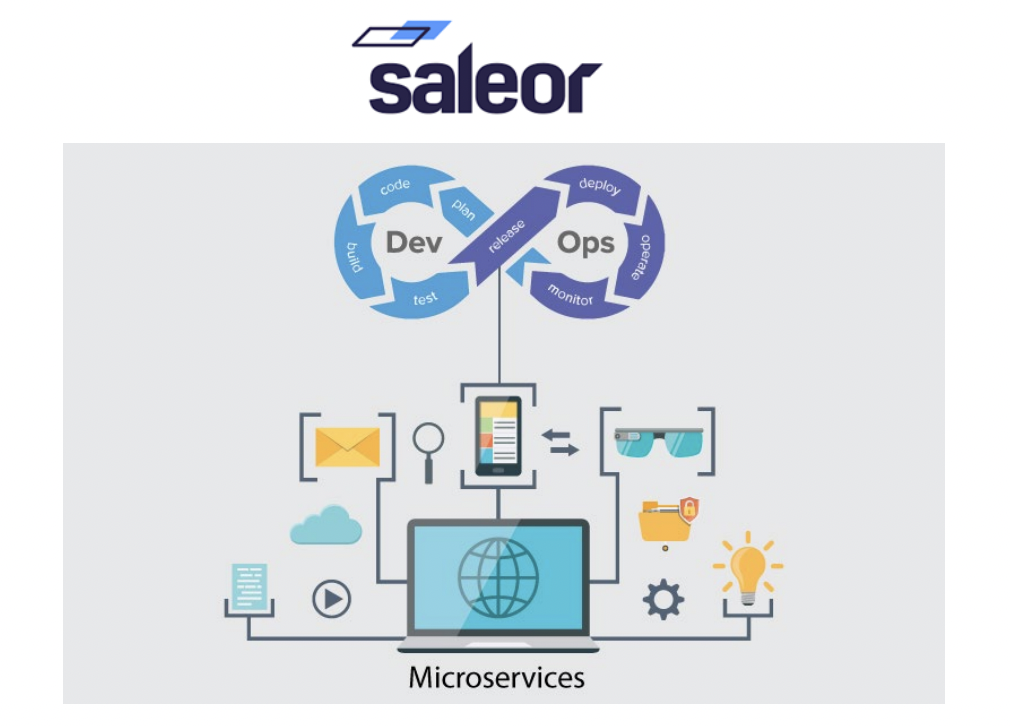 saleor
code
plan
build
Dev
test
release
deploy
Ops
operate
monitor
Microservices